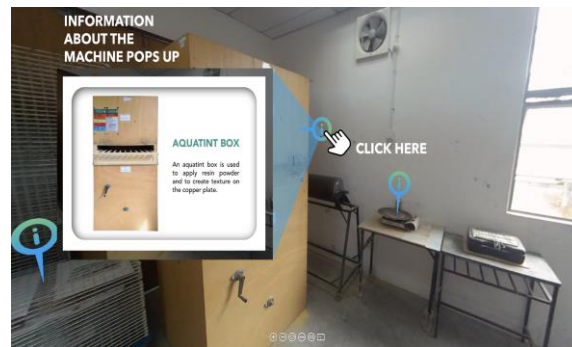 INFORMATION
ABOUT THE
MACHINE POPS UP
AQUATINT BOX
An aquatint box is used
to apply resin powder
and to create texture on
the copper plate.
CLICK HERE